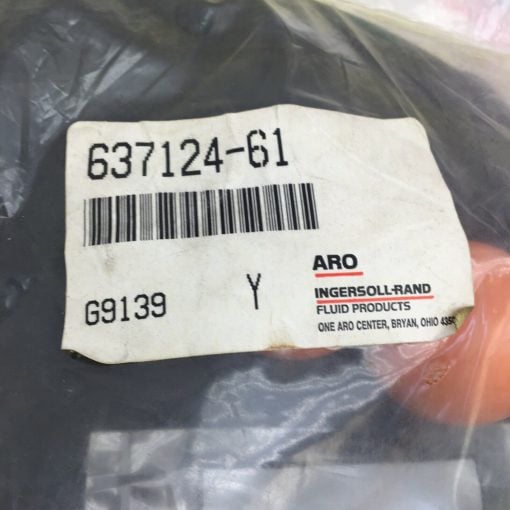 637124-61
G9139 Y
ARO
INGERSOLL-RAND
FLUID PRODUCTS
ONE ARO CENTER, BRYAN, OHIO